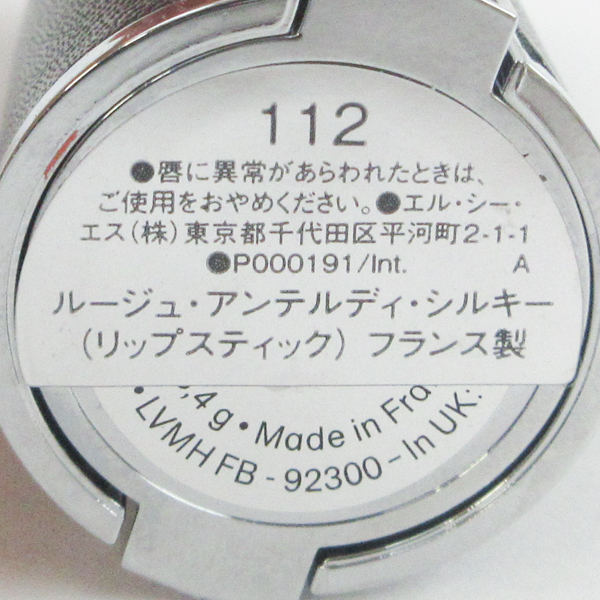 112
●唇に異常があらわれたときは、
ご使用をおやめください。●エル・シー・
エス(株)東京都千代田区平河町2-1-1
●P000191/Int. A
ルージュ・アンテルディ・シルキー
(リップスティック) フランス製
,4g•Made in Fra
•LVMH FB - 92300 - In UK: